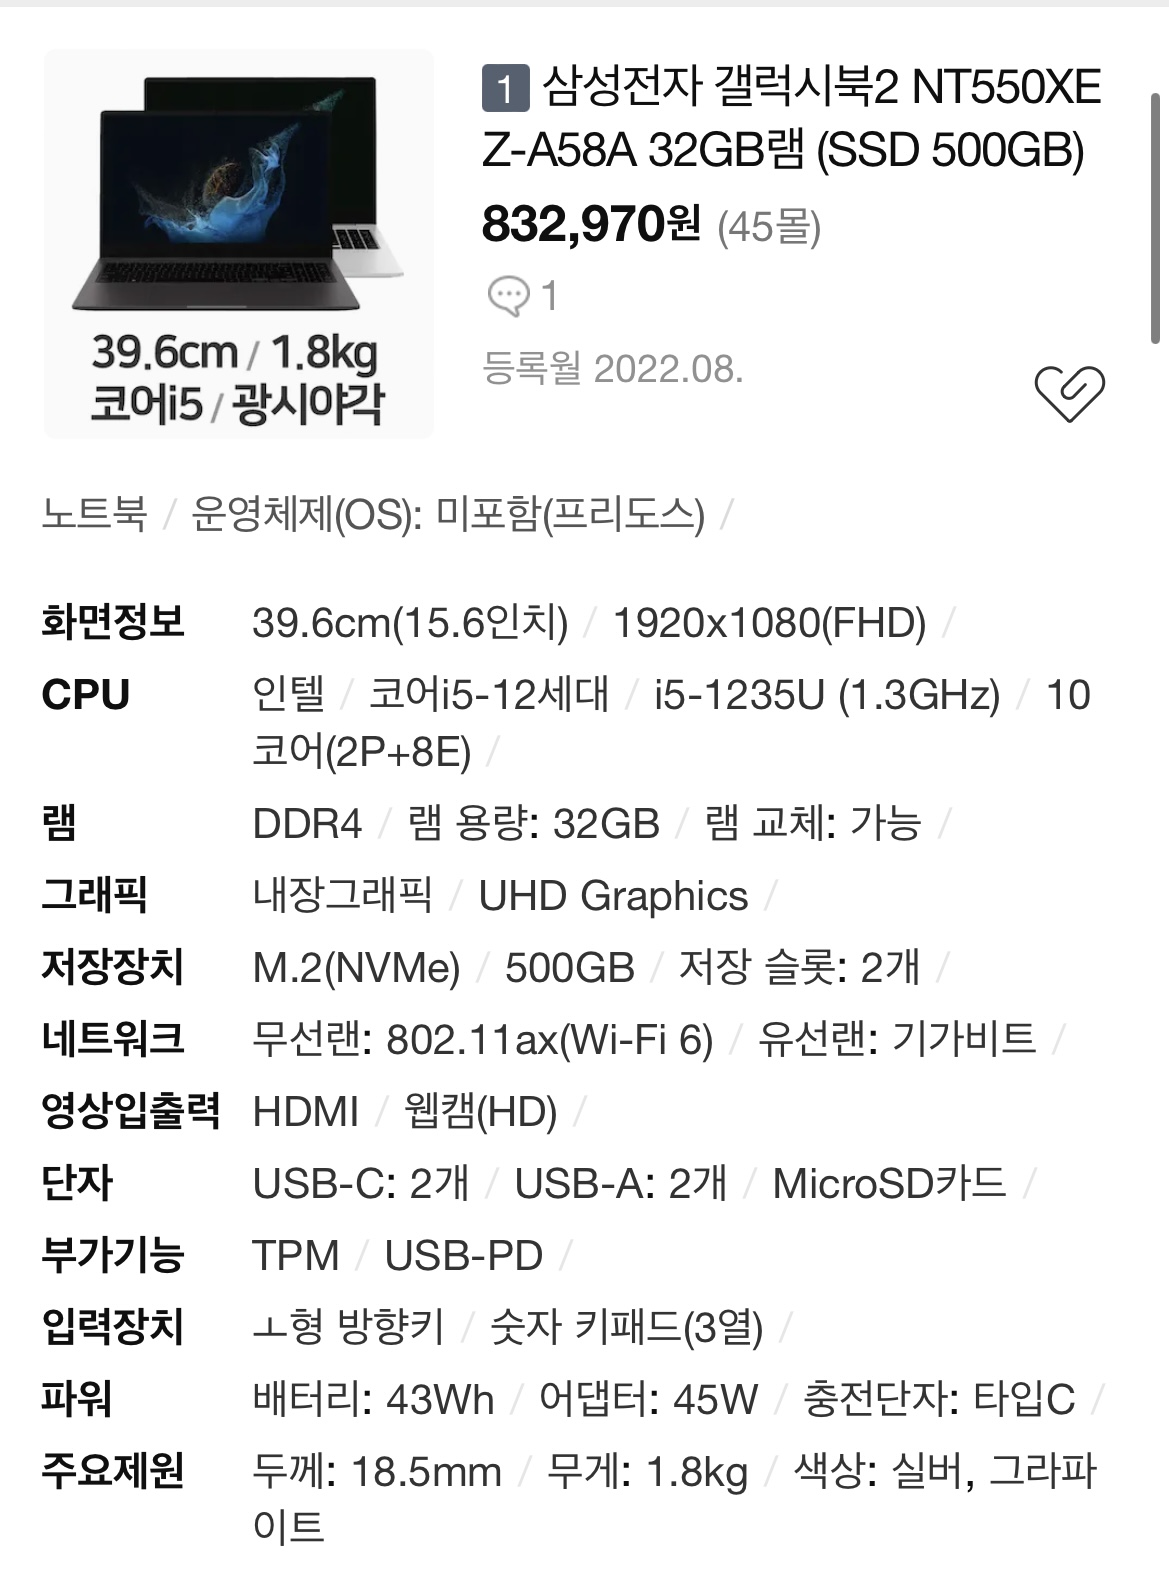 39.6cm / 1.8kg
코어i5 / 광시야각
1 삼성전자 갤럭시북2 NT550XE
Z-A58A 32GB램 (SSD 500GB)
832,970원 (45몰)
1
등록월 2022.08.
노트북 / 운영체제(OS): 미포함(프리도스) /
화면정보 39.6cm(15.6인치) / 1920x1080(FHD) /
CPU 인텔 / 코어i5-12세대 / i5-1235U (1.3GHz) / 10
코어(2P+8E) /
램 DDR4 / 램 용량: 32GB / 램 교체: 가능 /
그래픽 내장그래픽 / UHD Graphics /
저장장치 M.2(NVMe) / 500GB / 저장 슬롯: 2개 /
네트워크 무선랜: 802.11ax(Wi-Fi 6) / 유선랜: 기가비트 /
영상입출력 HDMI / 웹캠(HD) /
단자 USB-C: 2개 / USB-A: 2개 / MicroSD카드 /
부가기능 TPM / USB-PD /
입력장치 ㅗ형 방향키 / 숫자 키패드(3열) /
파워 배터리: 43Wh / 어댑터: 45W / 충전단자: 타입C /
주요제원 두께: 18.5mm / 무게: 1.8kg / 색상: 실버, 그라파
이트